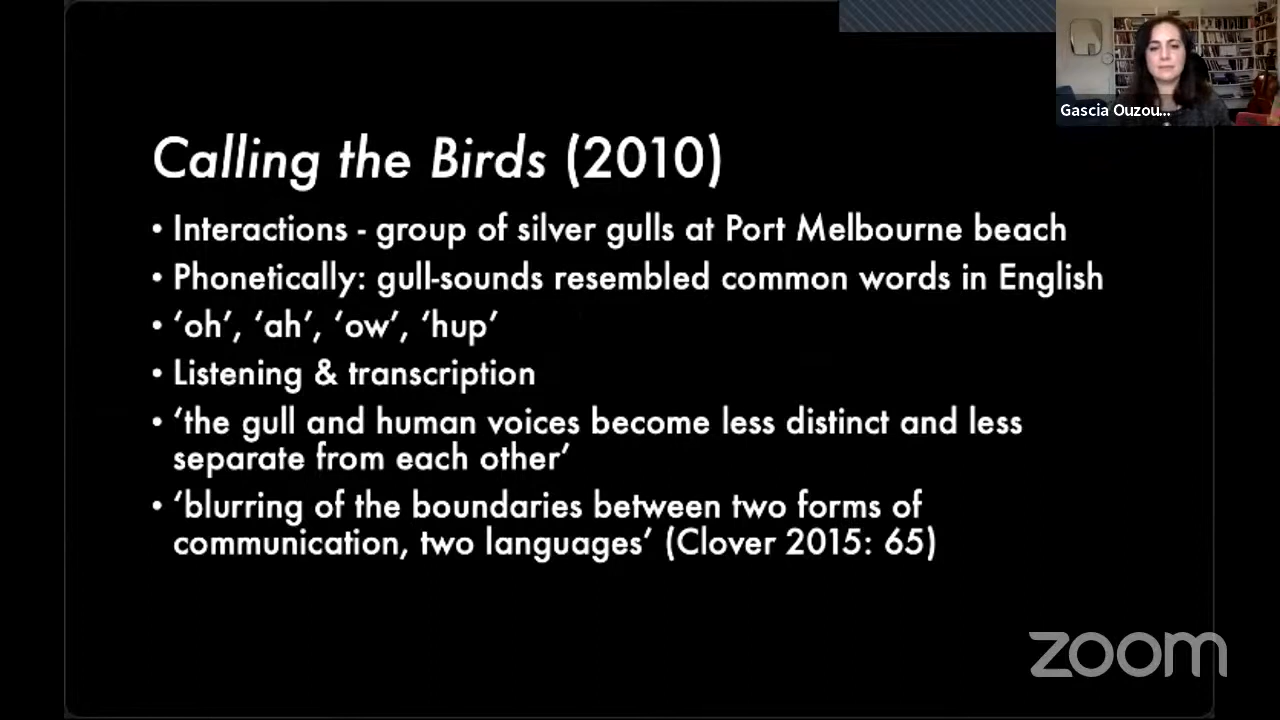 Gascia Ouzou...
Calling the Birds (2010)
• Interactions - group of silver gulls at Port Melbourne beach
• Phonetically: gull-sounds resembled common words in English
• ‘oh’, ‘ah’, ‘ow’, ‘hup’
• Listening & transcription
• ‘the gull and human voices become less distinct and less
separate from each other’
• ‘blurring of the boundaries between two forms of
communication, two languages’ (Clover 2015: 65)
zoom